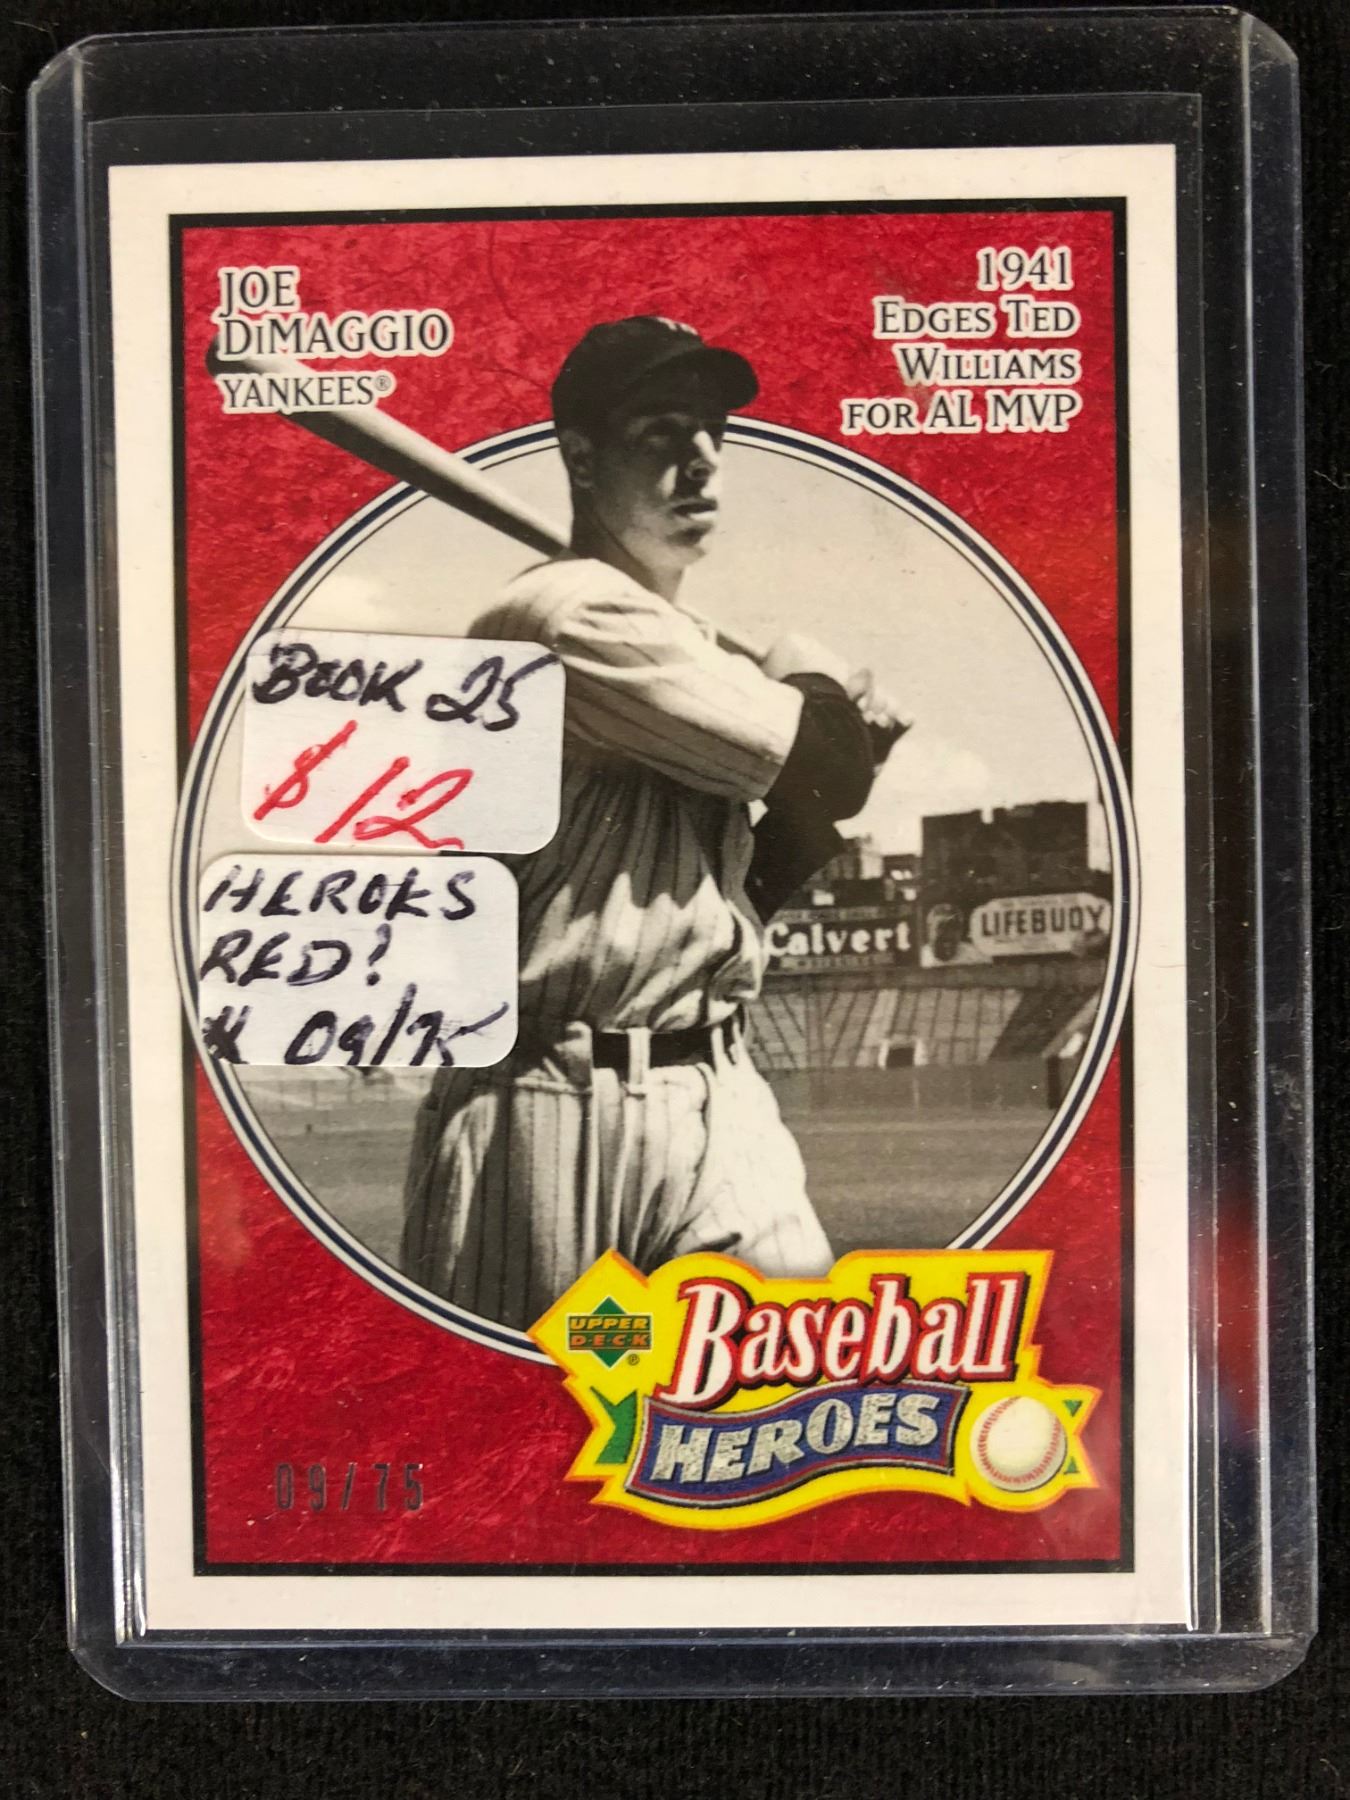 JOE
DiMAGGIO
YANKEES®
1941
EDGES TED
WILLIAMS
FOR AL MVP
BOOK 25
$12
HEROES
RED!
# 09/75
Calvert
LIFEBUOY
UPPER
D·E·C·K
Baseball
HEROES
09/75